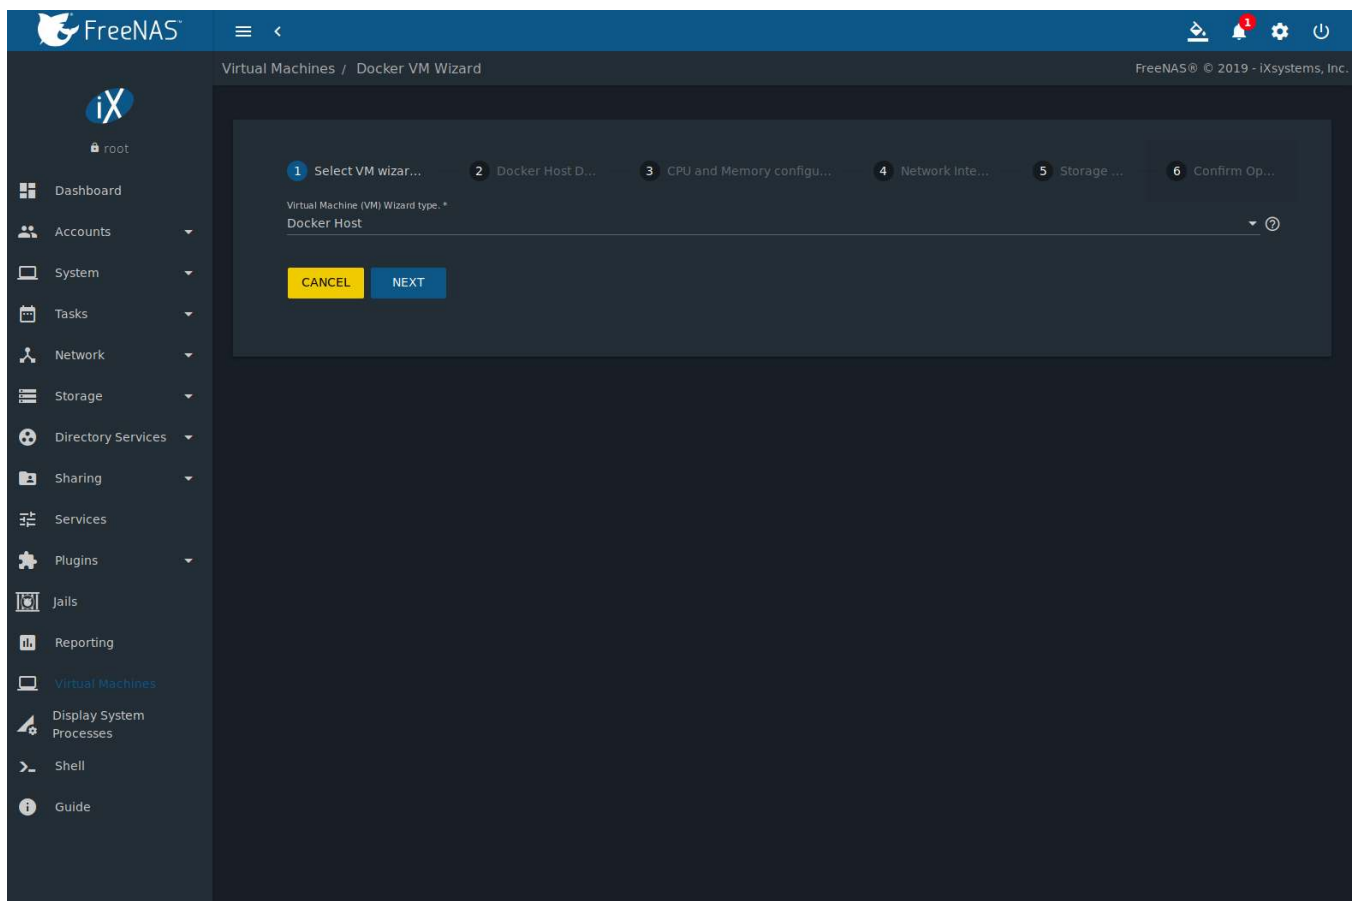 FreeNAS
1
Virtual Machines / Docker VM Wizard
FreeNAS® © 2019 - iXsystems, Inc.
iX
root
Dashboard
Accounts
System
Tasks
Network
Storage
Directory Services
Sharing
Services
Plugins
Jails
Reporting
Virtual Machines
Display System
Processes
Shell
Guide
1 Select VM wizar... 2 Docker Host D... 3 CPU and Memory configu... 4 Network Inte... 5 Storage ... 6 Confirm Op...
Virtual Machine (VM) Wizard type. *
Docker Host
CANCEL NEXT